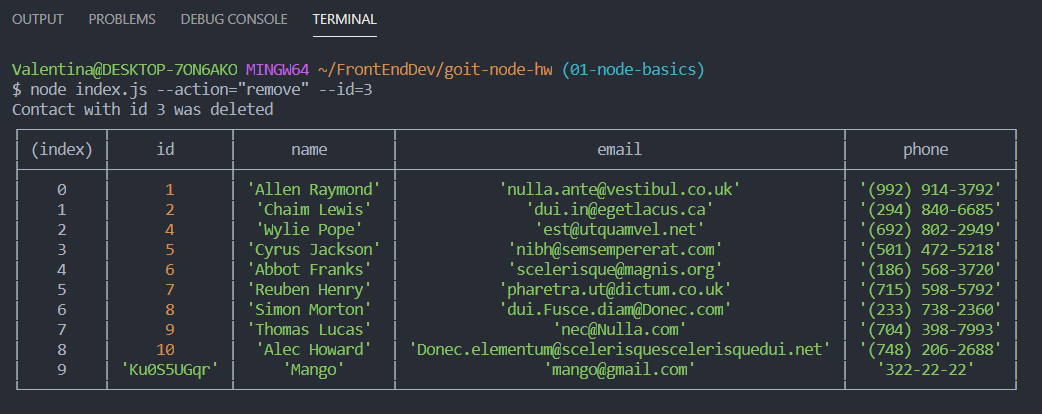 OUTPUT PROBLEMS DEBUG CONSOLE TERMINAL
Valentina@DESKTOP-7ON6AKO MINGW64 ~/FrontEndDev/goit-node-hw (01-node-basics)
$ node index.js --action="remove" --id=3
Contact with id 3 was deleted
(index) id name email phone
0 1 'Allen Raymond' 'nulla.ante@vestibul.co.uk' '(992) 914-3792'
1 2 'Chaim Lewis' 'dui.in@egetlacus.ca' '(294) 840-6685'
2 4 'Wylie Pope' 'est@utquamvel.net' '(692) 802-2949'
3 5 'Cyrus Jackson' 'nibh@semsempererat.com' '(501) 472-5218'
4 6 'Abbot Franks' 'scelerisque@magnis.org' '(186) 568-3720'
5 7 'Reuben Henry' 'pharetra.ut@dictum.co.uk' '(715) 598-5792'
6 8 'Simon Morton' 'dui.Fusce.diam@Donec.com' '(233) 738-2360'
7 9 'Thomas Lucas' 'nec@Nulla.com' '(704) 398-7993'
8 10 'Alec Howard' 'Donec.elementum@scelerisquescelerisquedui.net' '(748) 206-2688'
9 'Ku0S5UGqr' 'Mango' 'mango@gmail.com' '322-22-22'